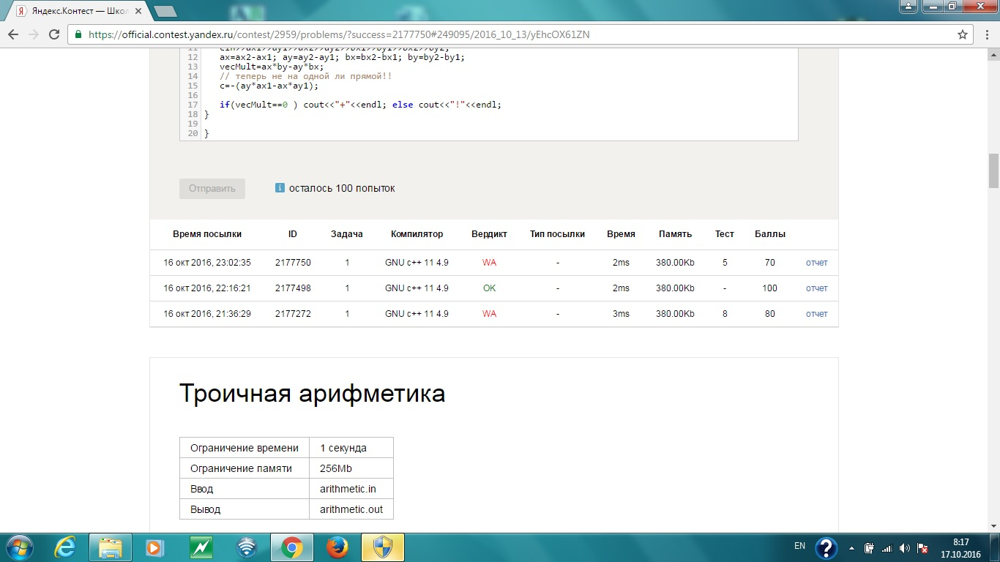 Яндекс.Контест — Шко
https://official.contest.yandex.ru/contest/2959/problems/?success=2177750#249095/2016_10_13/yEhcOX61ZN
11 cin>>ax1>>ay1>>ax2>>ay2>>bx1>>by1>>bx2>>by2;
12 ax=ax2-ax1; ay=ay2-ay1; bx=bx2-bx1; by=by2-by1;
13 vecMult=ax*by-ay*bx;
14 // теперь не на одной ли прямой!!
15 c=-(ay*ax1-ax*ay1);
16
17 if(vecMult==0 ) cout<<"+"<<endl; else cout<<"!"<<endl;
18 }
19
20 }
Отправить i осталось 100 попыток
Время посылки ID Задача Компилятор Вердикт Тип посылки Время Память Тест Баллы
16 окт 2016, 23:02:35 2177750 1 GNU c++ 11 4.9 WA - 2ms 380.00Kb 5 70 отчет
16 окт 2016, 22:16:21 2177498 1 GNU c++ 11 4.9 OK - 2ms 380.00Kb - 100 отчет
16 окт 2016, 21:36:29 2177272 1 GNU c++ 11 4.9 WA - 3ms 380.00Kb 8 80 отчет
Троичная арифметика
Ограничение времени 1 секунда
Ограничение памяти 256Mb
Ввод arithmetic.in
Вывод arithmetic.out
EN
8:17
17.10.2016